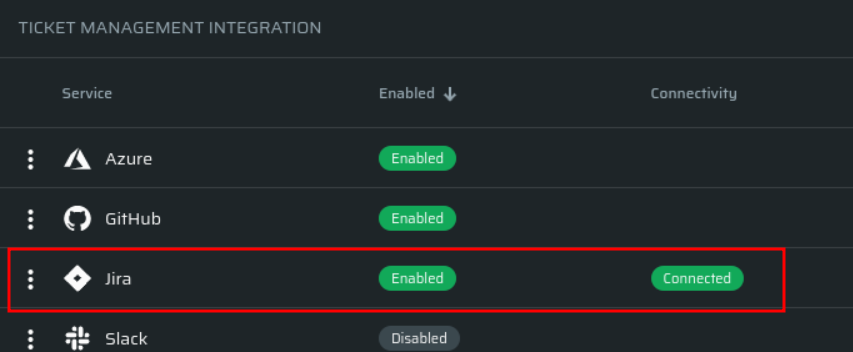 TICKET MANAGEMENT INTEGRATION
Service Enabled Connectivity
Azure Enabled
GitHub Enabled
Jira Enabled Connected
Slack Disabled